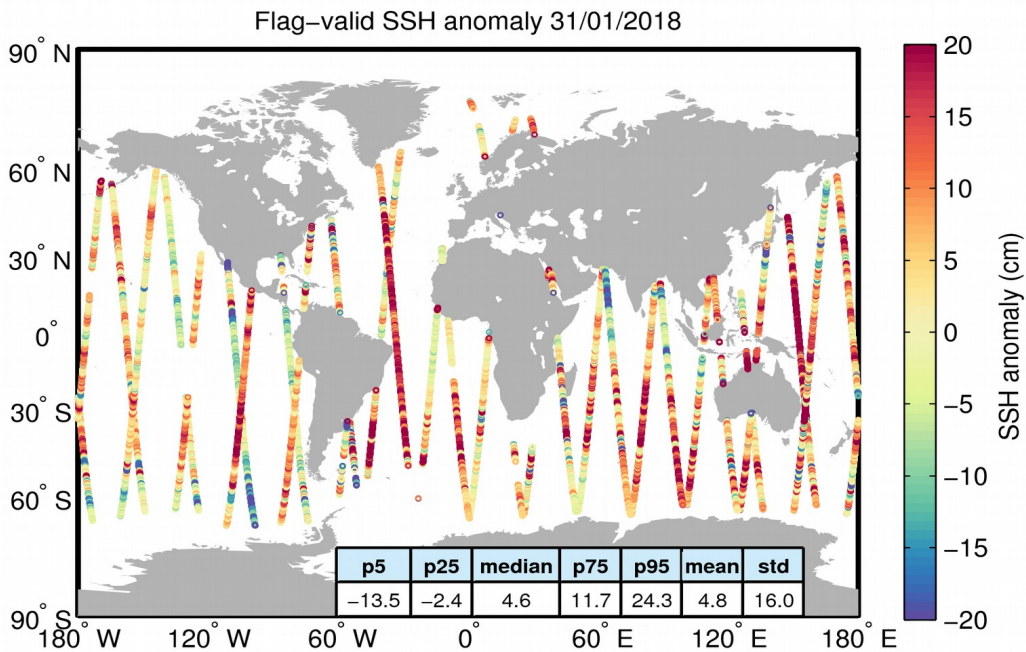 Flag−valid SSH anomaly 31/01/2018
90° N
60° N
30° N
0°
30° S
60° S
90° S
180° W
120° W
60° W
0°
60° E
120° E
180° E
p5 p25 median p75 p95 mean std
−13.5 −2.4 4.6 11.7 24.3 4.8 16.0
20
15
10
5
0
−5
−10
−15
−20
SSH anomaly (cm)